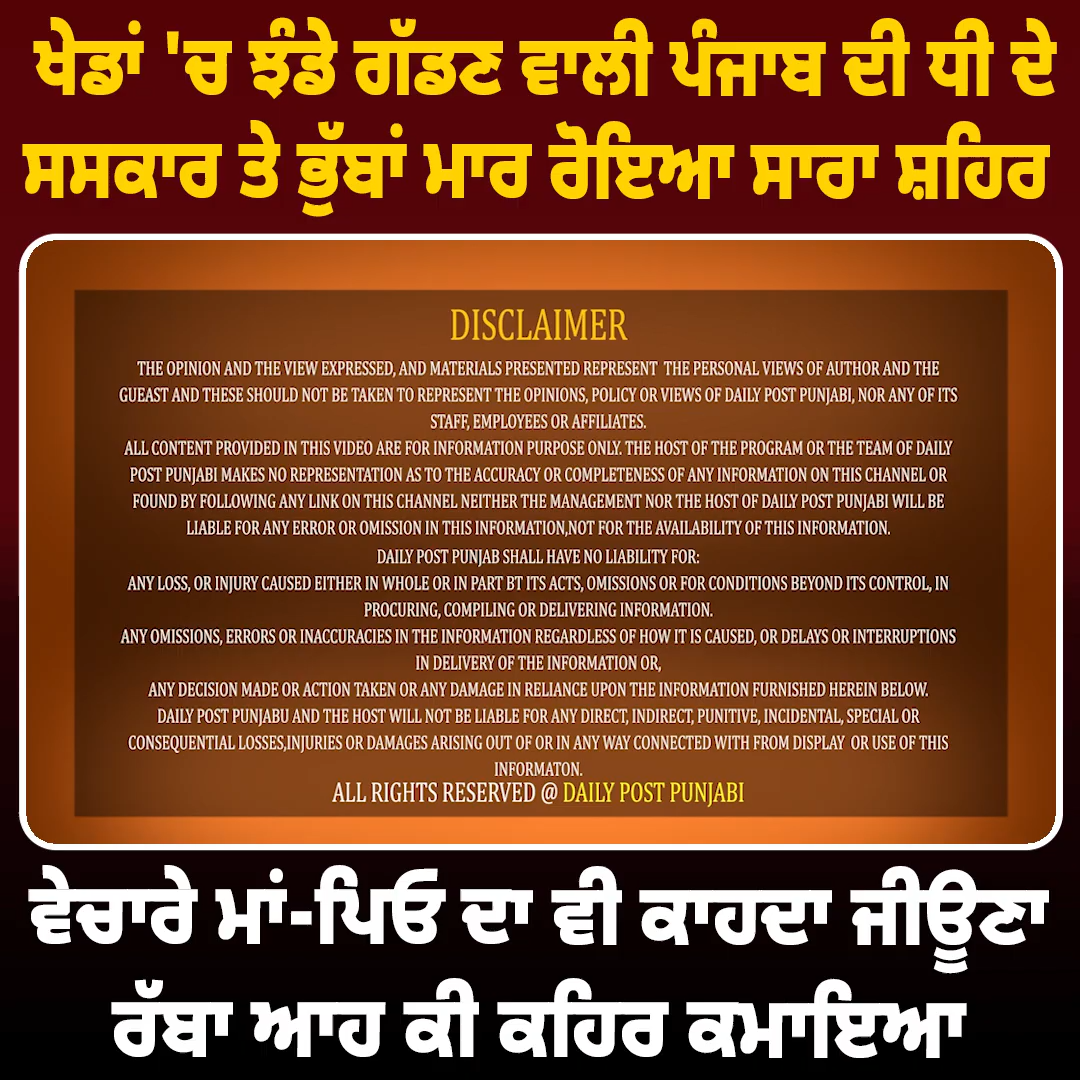 ਖੇਡਾਂ 'ਚ ਝੰਡੇ ਗੱਡਣ ਵਾਲੀ ਪੰਜਾਬ ਦੀ ਧੀ ਦੇ
ਸਸਕਾਰ ਤੇ ਭੁੱਬਾਂ ਮਾਰ ਰੋਇਆ ਸਾਰਾ ਸ਼ਹਿਰ
DISCLAIMER
THE OPINION AND THE VIEW EXPRESSED, AND MATERIALS PRESENTED REPRESENT THE PERSONAL VIEWS OF AUTHOR AND THE
GUEAST AND THESE SHOULD NOT BE TAKEN TO REPRESENT THE OPINIONS, POLICY OR VIEWS OF DAILY POST PUNJABI, NOR ANY OF ITS
STAFF, EMPLOYEES OR AFFILIATES.
ALL CONTENT PROVIDED IN THIS VIDEO ARE FOR INFORMATION PURPOSE ONLY. THE HOST OF THE PROGRAM OR THE TEAM OF DAILY
POST PUNJABI MAKES NO REPRESENTATION AS TO THE ACCURACY OR COMPLETENESS OF ANY INFORMATION ON THIS CHANNEL OR
FOUND BY FOLLOWING ANY LINK ON THIS CHANNEL NEITHER THE MANAGEMENT NOR THE HOST OF DAILY POST PUNJABI WILL BE
LIABLE FOR ANY ERROR OR OMISSION IN THIS INFORMATION,NOT FOR THE AVAILABILITY OF THIS INFORMATION.
DAILY POST PUNJAB SHALL HAVE NO LIABILITY FOR:
ANY LOSS, OR INJURY CAUSED EITHER IN WHOLE OR IN PART BT ITS ACTS, OMISSIONS OR FOR CONDITIONS BEYOND ITS CONTROL, IN
PROCURING, COMPILING OR DELIVERING INFORMATION.
ANY OMISSIONS, ERRORS OR INACCURACIES IN THE INFORMATION REGARDLESS OF HOW IT IS CAUSED, OR DELAYS OR INTERRUPTIONS
IN DELIVERY OF THE INFORMATION OR,
ANY DECISION MADE OR ACTION TAKEN OR ANY DAMAGE IN RELIANCE UPON THE INFORMATION FURNISHED HEREIN BELOW.
DAILY POST PUNJABU AND THE HOST WILL NOT BE LIABLE FOR ANY DIRECT, INDIRECT, PUNITIVE, INCIDENTAL, SPECIAL OR
CONSEQUENTIAL LOSSES,INJURIES OR DAMAGES ARISING OUT OF OR IN ANY WAY CONNECTED WITH FROM DISPLAY OR USE OF THIS
INFORMATON.
ALL RIGHTS RESERVED @ DAILY POST PUNJABI
ਵੇਚਾਰੇ ਮਾਂ-ਪਿਓ ਦਾ ਵੀ ਕਾਹਦਾ ਜੀਊਣਾ
ਰੱਬਾ ਆਹ ਕੀ ਕਹਿਰ ਕਮਾਇਆ